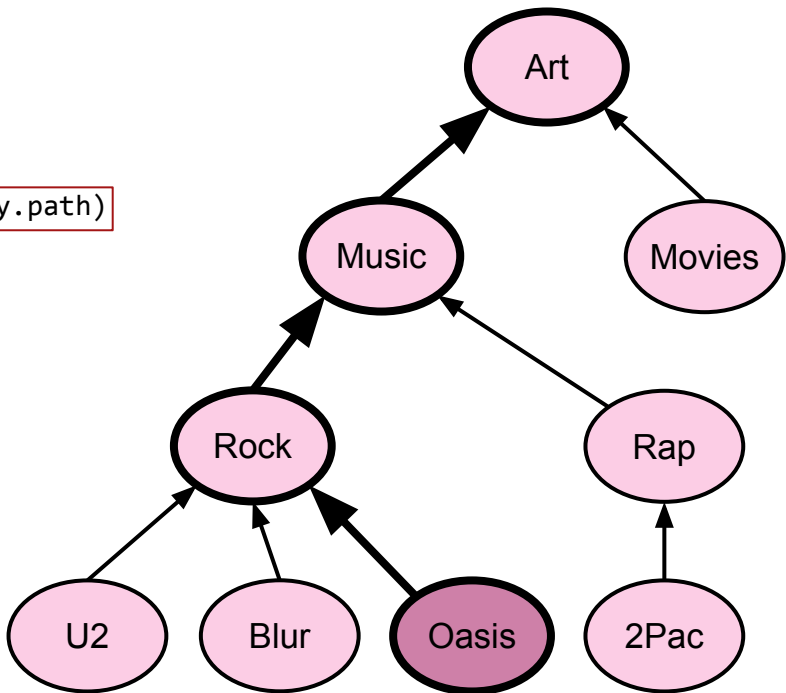 Art
y.path)
Music
Movies
Rock
Rap
U2
Blur
Oasis
2Pac